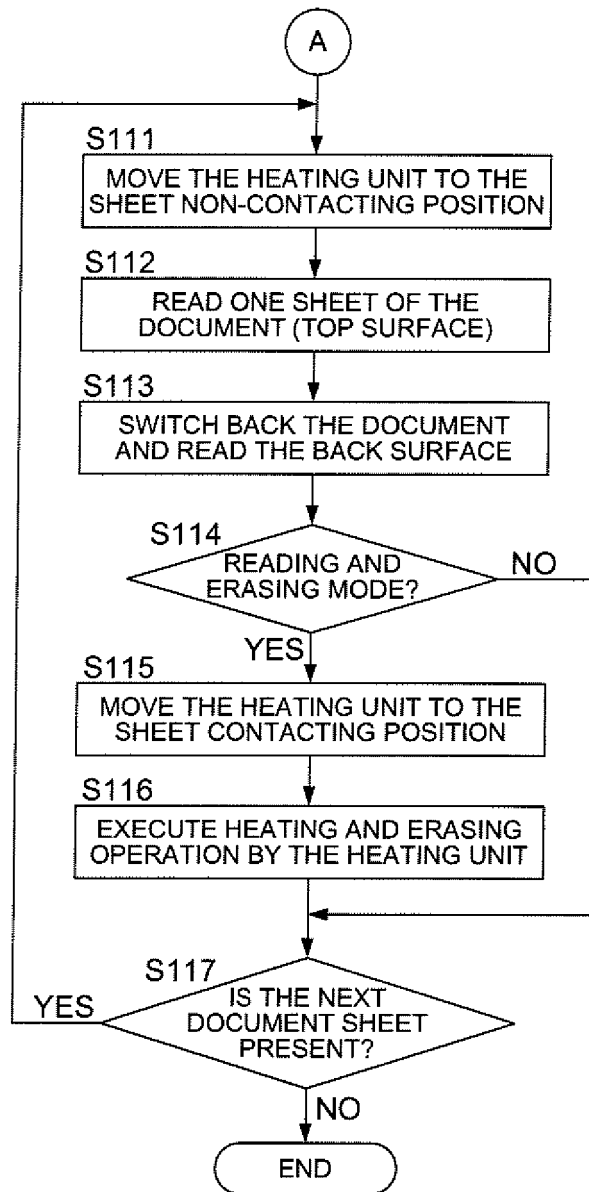 A
S111
MOVE THE HEATING UNIT TO THE
SHEET NON-CONTACTING POSITION
S112
READ ONE SHEET OF THE
DOCUMENT (TOP SURFACE)
S113
SWITCH BACK THE DOCUMENT
AND READ THE BACK SURFACE
S114
READING AND
ERASING MODE?
NO
YES
S115
MOVE THE HEATING UNIT TO THE
SHEET CONTACTING POSITION
S116
EXECUTE HEATING AND ERASING
OPERATION BY THE HEATING UNIT
S117
YES
IS THE NEXT
DOCUMENT SHEET
PRESENT?
NO
END